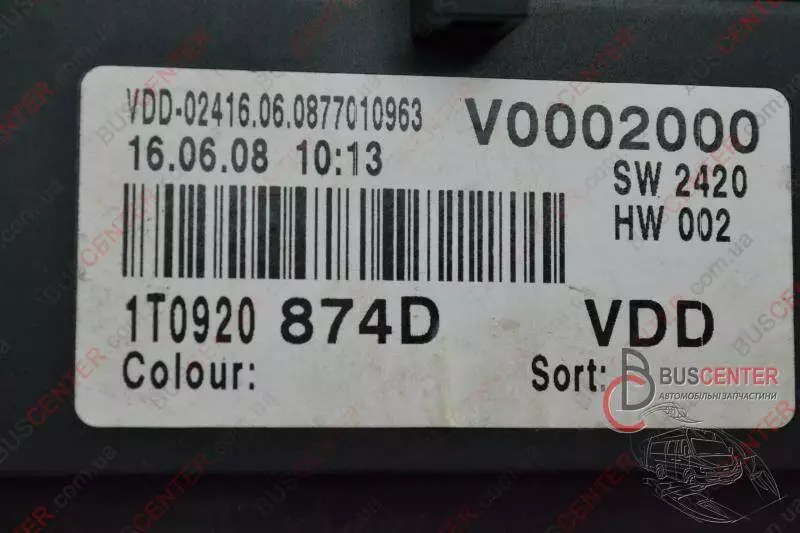 VDD-02416.06.0877010963
V0002000
16.06.08 10:13
SW 2420
HW 002
1T0920 874D
VDD
Colour:
Sort:
BUSCENTER
АВТОМОБІЛЬНІ ЗАПЧАСТИНИ